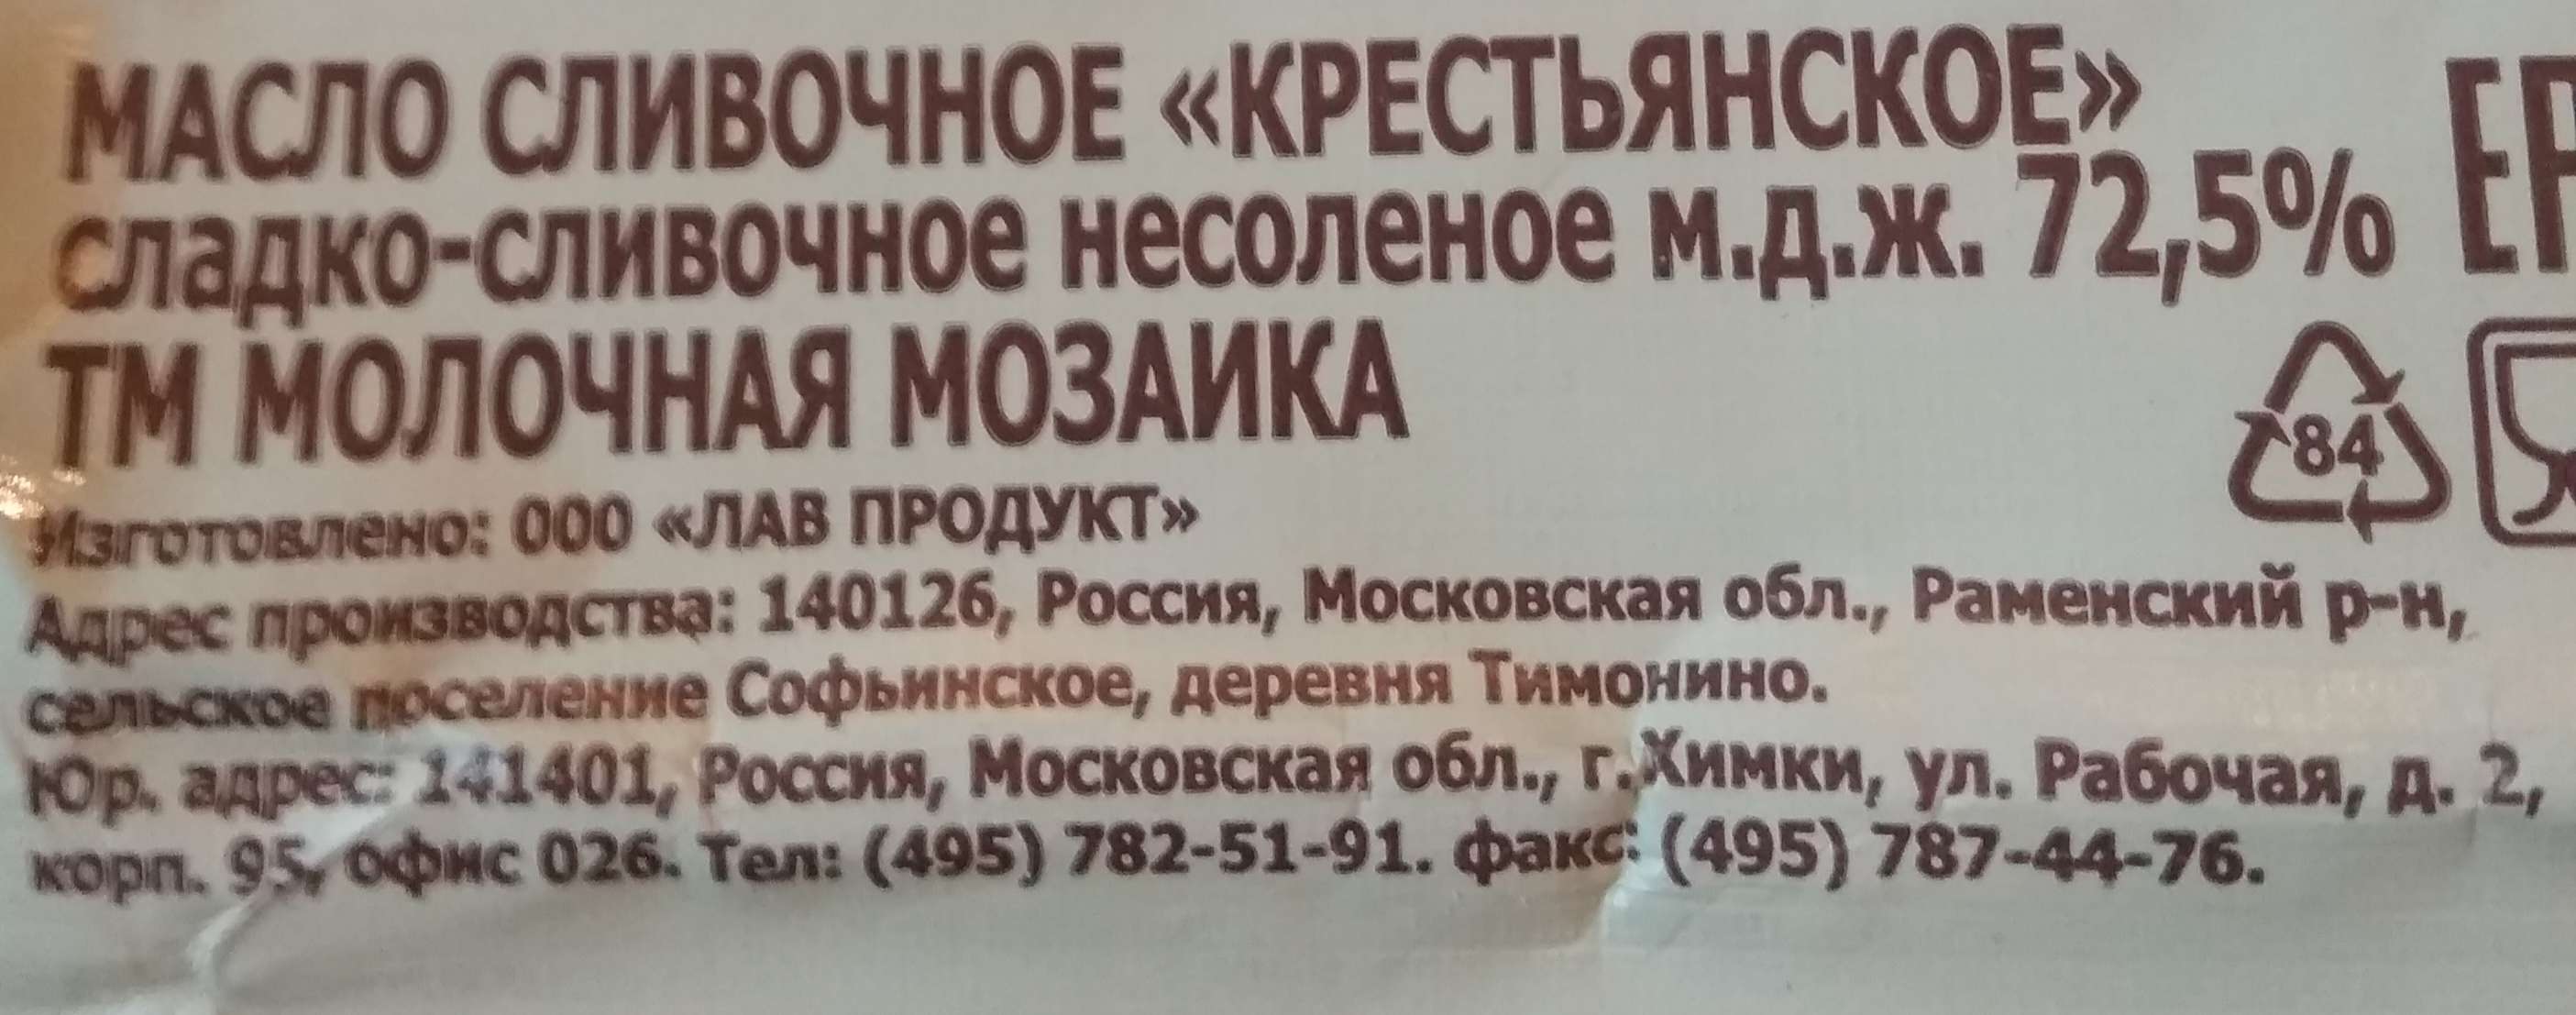 МАСЛО СЛИВОЧНОЕ «КРЕСТЬЯНСКОЕ»
сладко-сливочное несоленое м.д.ж. 72,5%
ТМ МОЛОЧНАЯ МОЗАИКА
84
Изготовлено: ООО «ЛАВ ПРОДУКТ»
Адрес производства: 140126, Россия, Московская обл., Раменский р-н,
сельское поселение Софьинское, деревня Тимонино.
Юр. адрес: 141401, Россия, Московская обл., г. Химки, ул. Рабочая, д. 2,
корп. 95, офис 026. Тел: (495) 782-51-91. факс: (495) 787-44-76.